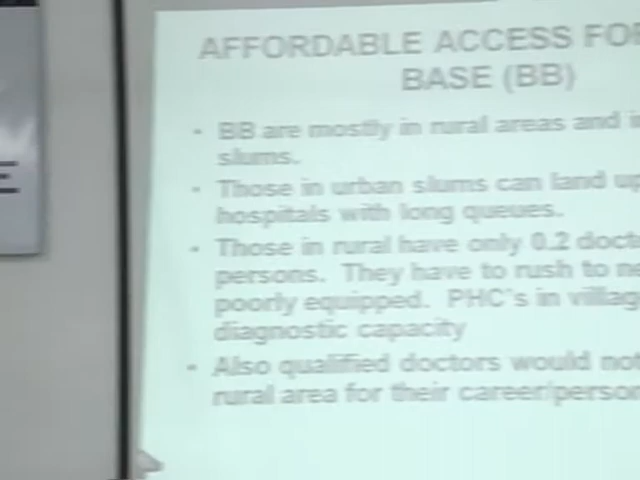 AFFORDABLE ACCESS FO
BASE (BB)
• BB are mostly in rural areas and i
slums.
• Those in urban slums can land up
hospitals with long queues.
• Those in rural have only 0.2 doct
persons. They have to rush to
poorly equipped. PHC's in villag
diagnostic capacity
• Also qualified doctors would not
rural area for their career/person